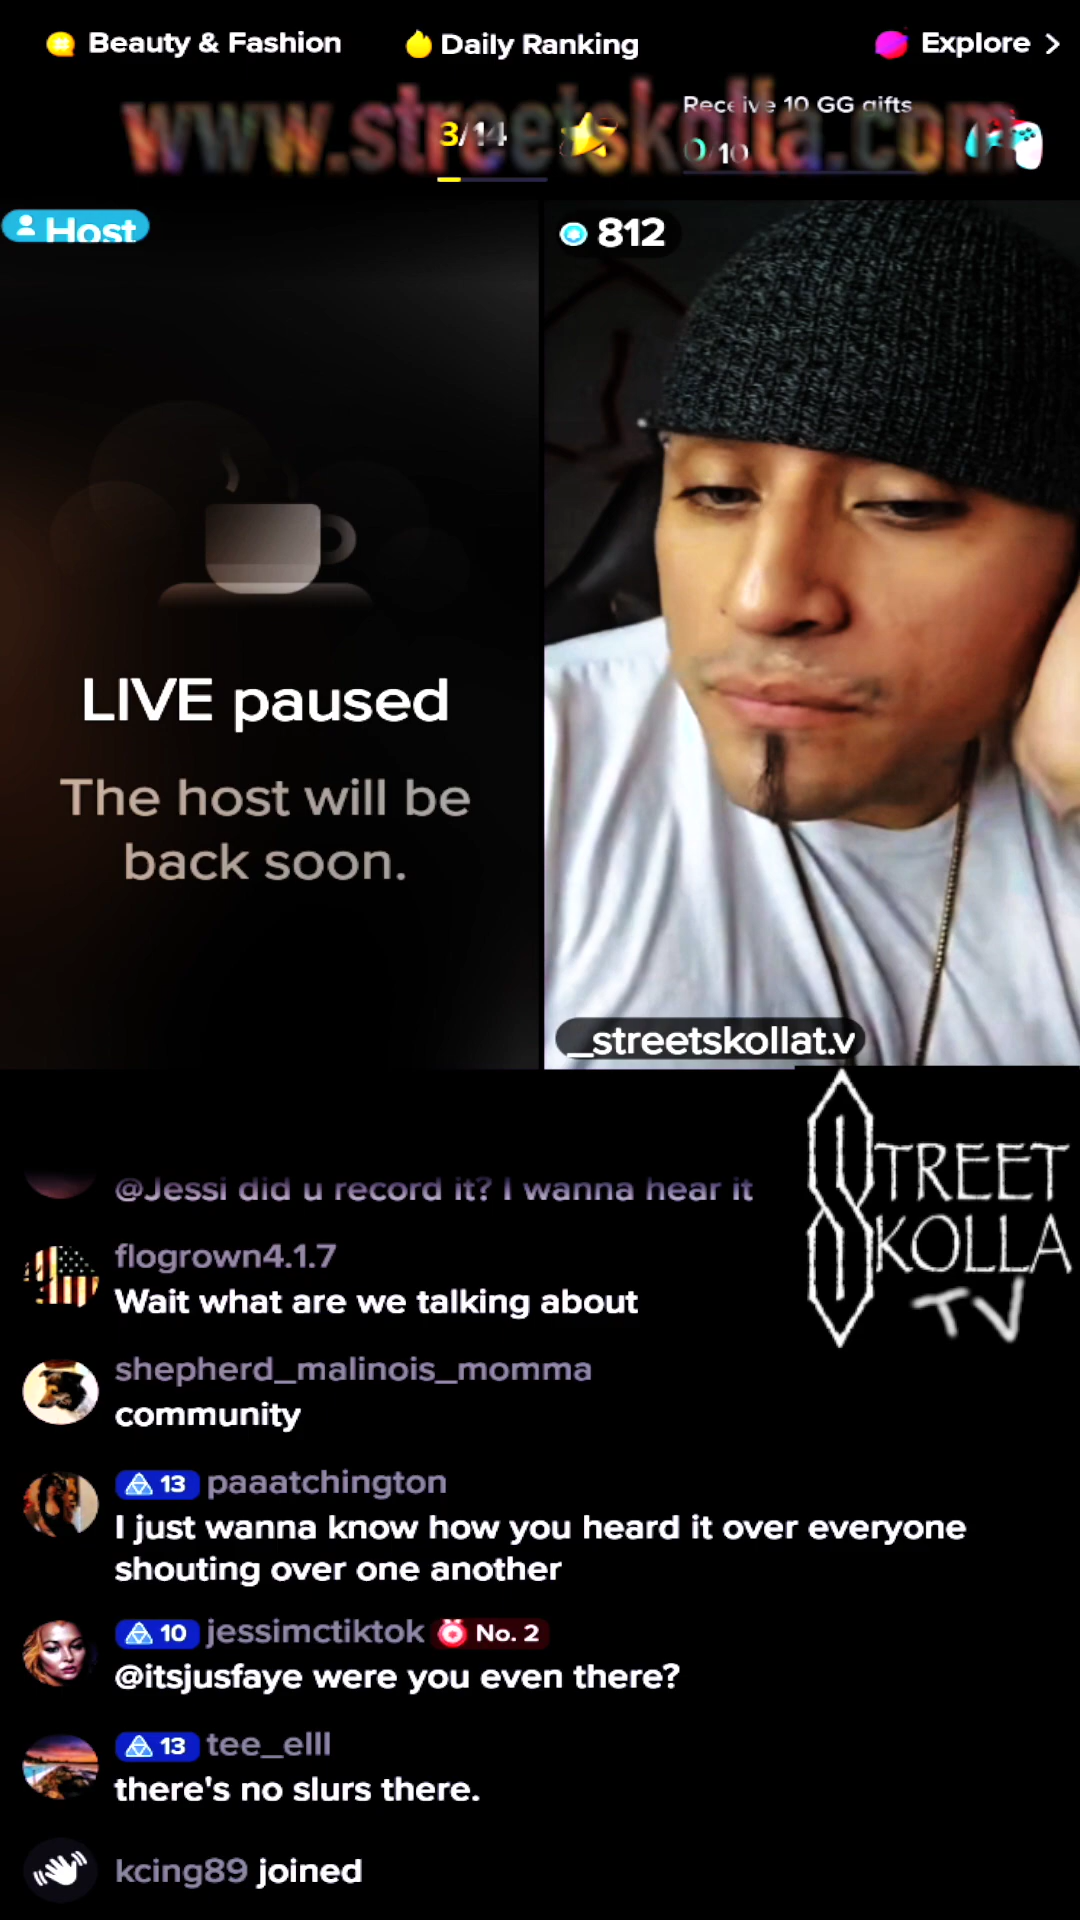 Beauty & Fashion
Daily Ranking
Explore >
www.streetskolla.com
Receive 10 GG gifts
3/14
0/10
Host
812
LIVE paused
The host will be
back soon.
_streetskollat.v
STREET
SKOLLA
TV
@Jessi did u record it? I wanna hear it
flogrown4.1.7
Wait what are we talking about
shepherd_malinois_momma
community
13 paaatchington
I just wanna know how you heard it over everyone
shouting over one another
10 jessimctiktok No. 2
@itsjusfaye were you even there?
13 tee_elll
there's no slurs there.
kcing89 joined